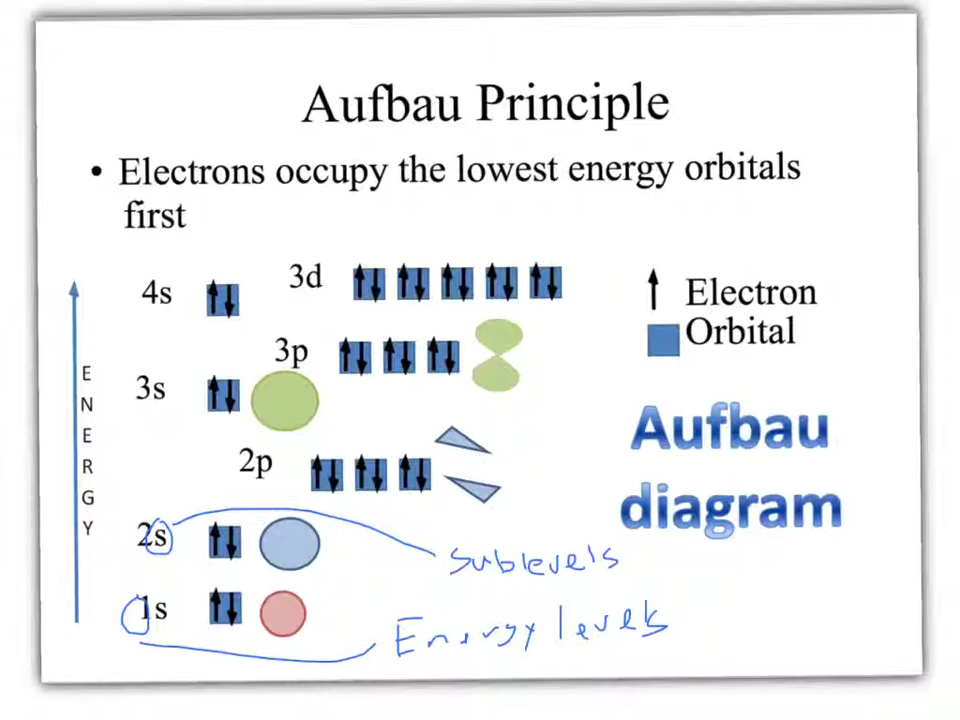 Aufbau Principle
• Electrons occupy the lowest energy orbitals
first
4s
3d
Electron
Orbital
3p
3s
2p
2s
1s
ENERGY
Aufbau
diagram
Sublevels
Energy levels